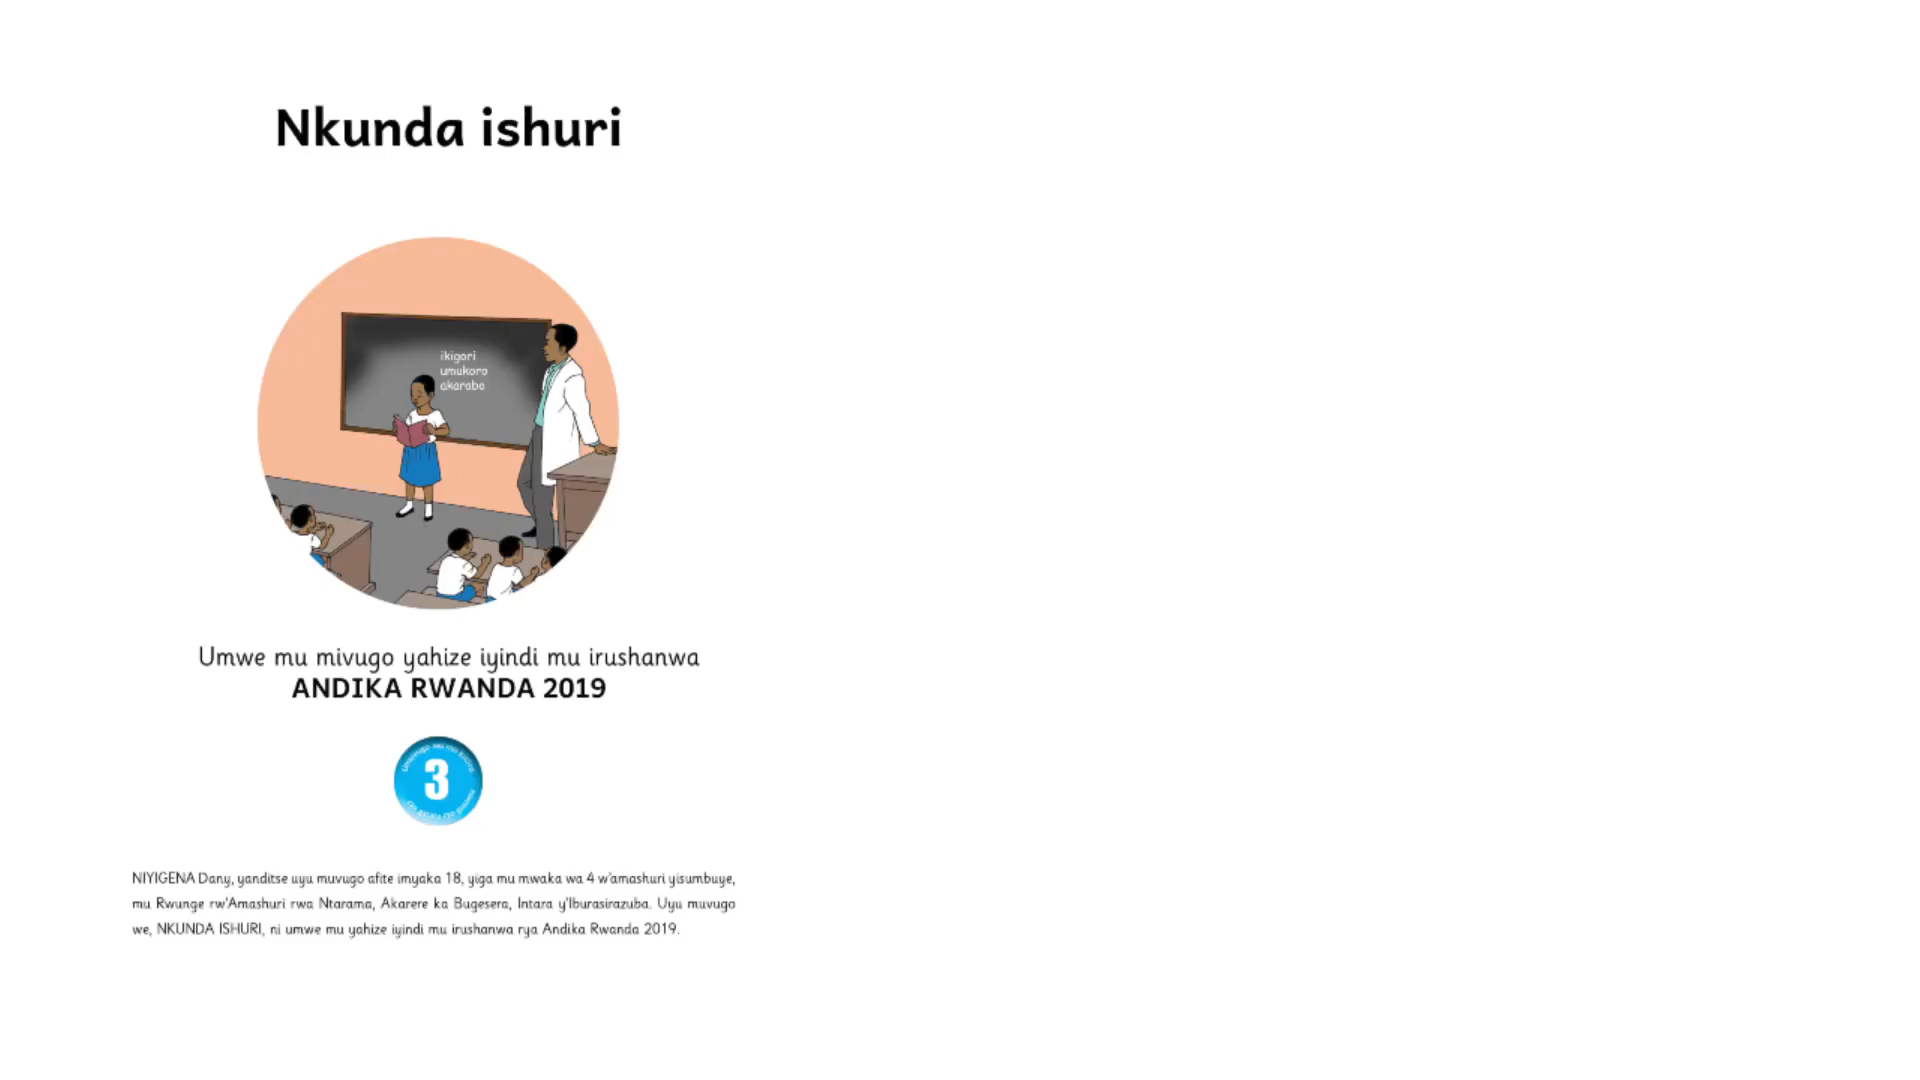 Nkunda ishuri
ikigori
umukoro
akarabo
Umwe mu mivugo yahize iyindi mu irushanwa
ANDIKA RWANDA 2019
3
NIYIGENA Dany, yanditse uyu muvugo afite imyaka 18, yiga mu mwaka wa 4 w'amashuri yisumbuye,
mu Rwunge rw'Amashuri rwa Ntarama, Akarere ka Bugesera, Intara y'Iburasirazuba. Uyu muvugo
we, NKUNDA ISHURI, ni umwe mu yahize iyindi mu irushanwa rya Andika Rwanda 2019.